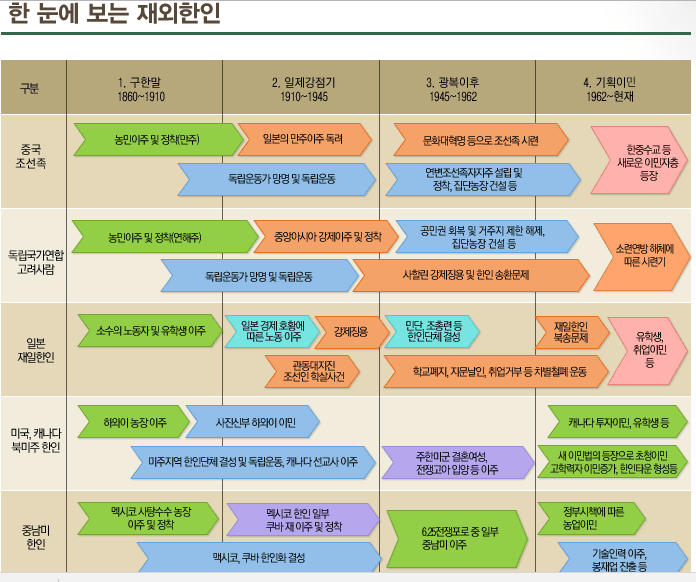 한 눈에 보는 재외한인
구분
1. 구한말
1860~1910
2. 일제강점기
1910~1945
3. 광복이후
1945~1962
4. 기획이민
1962~현재
중국
조선족
농민이주 및 정착(만주)
일본의 만주이주 독려
문화대혁명 등으로 조선족 시련
한중수교 등
새로운 이민자층
등장
독립운동가 망명 및 독립운동
연변조선족자치주 설립 및
정착, 집단농장 건설 등
독립국가연합
고려사람
농민이주 및 정착(연해주)
중앙아시아 강제이주 및 정착
공민권 회복 및 거주지 제한 해제,
집단농장 건설 등
소련연방 해체에
따른 시련기
독립운동가 망명 및 독립운동
사할린 강제징용 및 한인 송환문제
일본
재일한인
소수의 노동자 및 유학생 이주
일본 경제 호황에
따른 노동 이주
강제징용
민단, 조총련 등
한인단체 결성
재일한인
북송문제
유학생,
취업이민
등
관동대지진
조선인 학살사건
학교폐지, 지문날인, 취업거부 등 차별철폐 운동
미국, 캐나다
북미주 한인
하와이 농장 이주
사진신부 하와이 이민
캐나다 투자이민, 유학생 등
미주지역 한인단체 결성 및 독립운동, 캐나다 선교사 이주
주한미군 결혼여성,
전쟁고아 입양 등 이주
새 이민법의 등장으로 초청이민
고학력자 이민증가, 한인타운 형성등
중남미
한인
멕시코 사탕수수 농장
이주 및 정착
멕시코 한인 일부
쿠바 재 이주 및 정착
6.25전쟁포로 중 일부
중남미 이주
정부시책에 따른
농업이민
멕시코, 쿠바 한인화 결성
기술인력 이주,
봉재업 진출 등